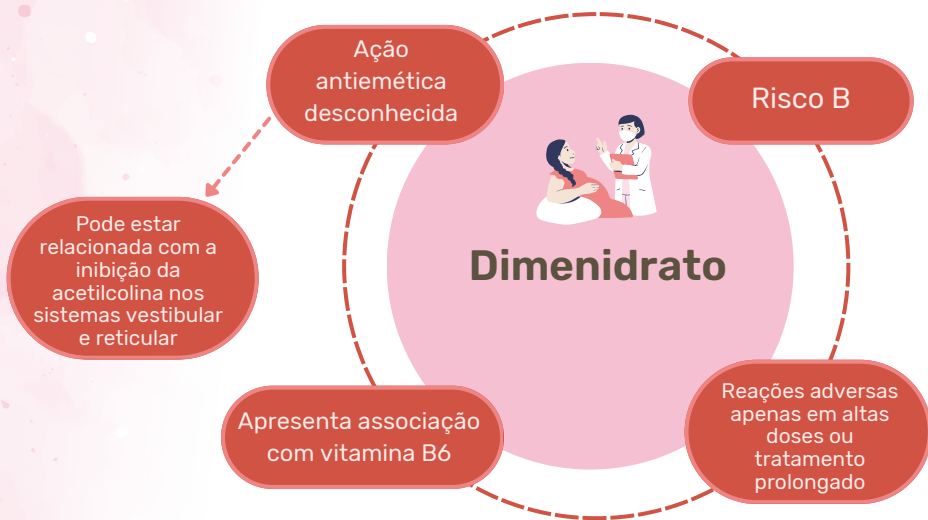 Ação
antiemética
desconhecida
Risco B
Pode estar
relacionada com a
inibição da
acetilcolina nos
sistemas vestibular
e reticular
Dimenidrato
Apresenta associação
com vitamina B6
Reações adversas
apenas em altas
doses ou
tratamento
prolongado